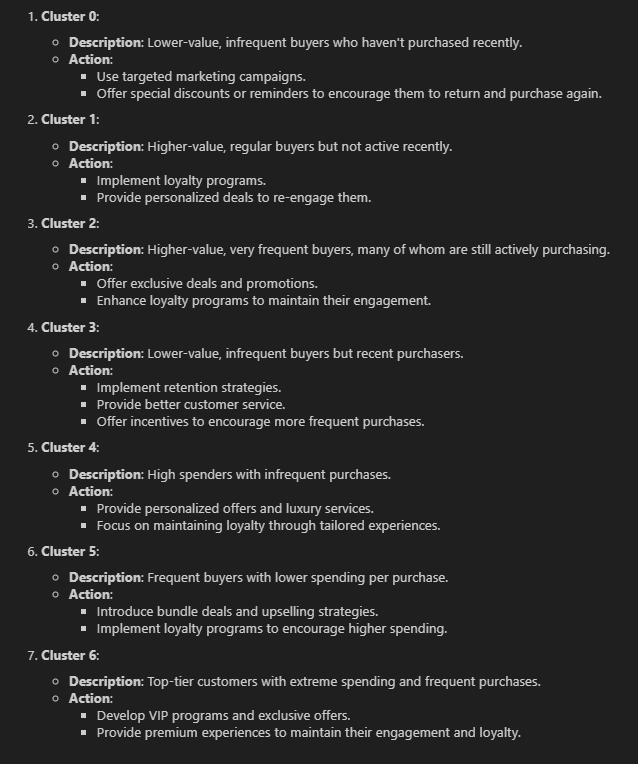 1. Cluster 0:
Description: Lower-value, infrequent buyers who haven't purchased recently.
Action:
Use targeted marketing campaigns.
Offer special discounts or reminders to encourage them to return and purchase again.
2. Cluster 1:
Description: Higher-value, regular buyers but not active recently.
Action:
Implement loyalty programs.
Provide personalized deals to re-engage them.
3. Cluster 2:
Description: Higher-value, very frequent buyers, many of whom are still actively purchasing.
Action:
Offer exclusive deals and promotions.
Enhance loyalty programs to maintain their engagement.
4. Cluster 3:
Description: Lower-value, infrequent buyers but recent purchasers.
Action:
Implement retention strategies.
Provide better customer service.
Offer incentives to encourage more frequent purchases.
5. Cluster 4:
Description: High spenders with infrequent purchases.
Action:
Provide personalized offers and luxury services.
Focus on maintaining loyalty through tailored experiences.
6. Cluster 5:
Description: Frequent buyers with lower spending per purchase.
Action:
Introduce bundle deals and upselling strategies.
Implement loyalty programs to encourage higher spending.
7. Cluster 6:
Description: Top-tier customers with extreme spending and frequent purchases.
Action:
Develop VIP programs and exclusive offers.
Provide premium experiences to maintain their engagement and loyalty.